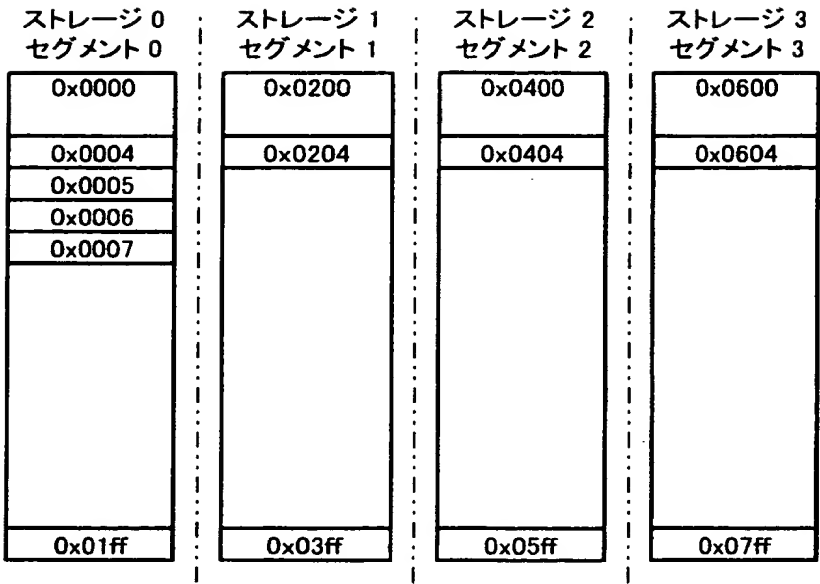 ストレージ 0
セグメント 0
0x0000
0x0004
0x0005
0x0006
0x0007
0x01ff
ストレージ 1
セグメント 1
0x0200
0x0204
0x03ff
ストレージ 2
セグメント 2
0x0400
0x0404
0x05ff
ストレージ 3
セグメント 3
0x0600
0x0604
0x07ff